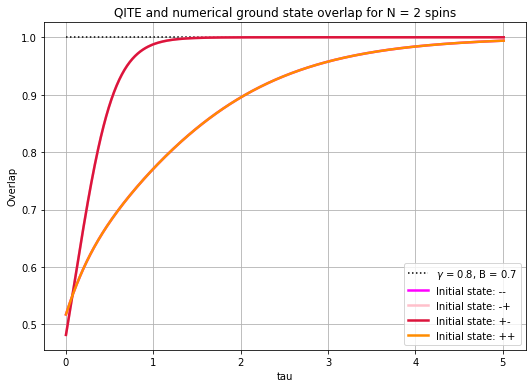 QITE and numerical ground state overlap for N = 2 spins
1.0
0.9
0.8
0.7
0.6
0.5
Overlap
γ = 0.8, B = 0.7
Initial state: --
Initial state: -+
Initial state: +-
Initial state: ++
0
1
2
3
4
5
tau